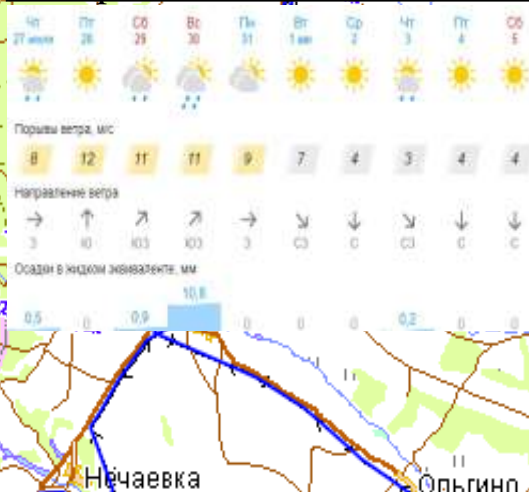 Чт Пт Сб Вс Пн Вт Ср Чт Пт Сб
27 июля 28 29 30 31 1 авг 2 3 4 5
Порывы ветра, м/с
8 12 11 11 9 7 4 3 4 4
Направление ветра
З Ю ЮЗ ЮЗ З СЗ С СЗ С С
Осадки в жидком эквиваленте, мм
0,5 0 0,9 10,8 0 0 0 0,2 0 0
Нечаевка
Ольгино